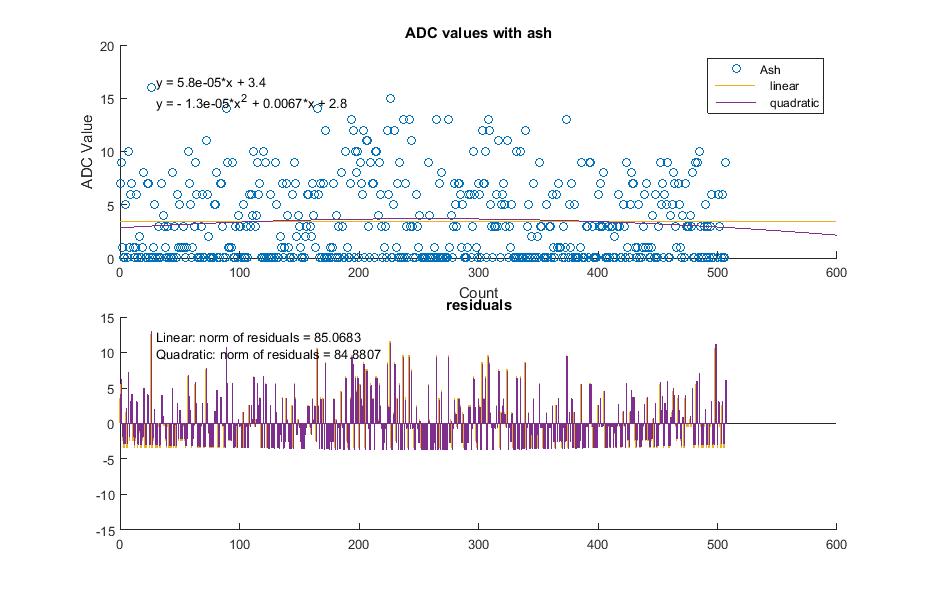 ADC values with ash
20
15
10
5
0
ADC Value
y = 5.8e-05*x + 3.4
y = - 1.3e-05*x² + 0.0067*x + 2.8
Ash
linear
quadratic
0 100 200 300 400 500 600
Count
residuals
15
10
5
0
-5
-10
-15
Linear: norm of residuals = 85.0683
Quadratic: norm of residuals = 84.8807
0 100 200 300 400 500 600